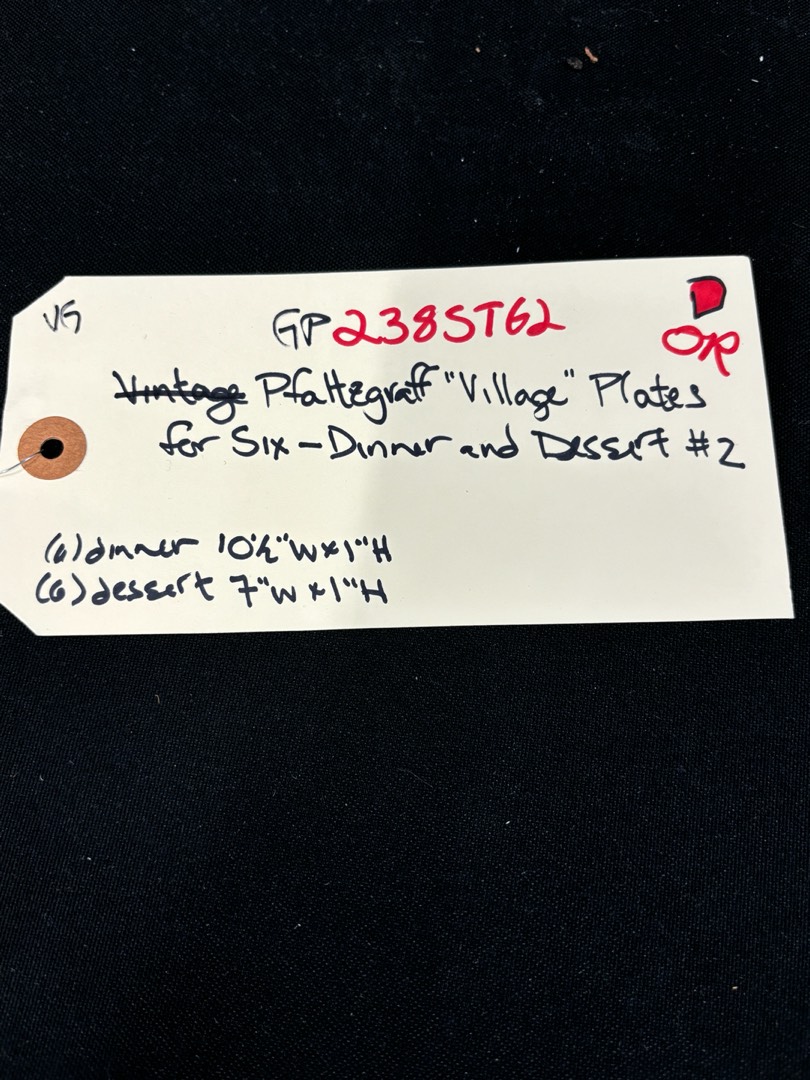 VG
GP238ST62
OR
Vintage Pfaltzgraff "Village" Plates
for Six - Dinner and Dessert #2
(6) dinner 10½"W x 1"H
(6) dessert 7"W x 1"H